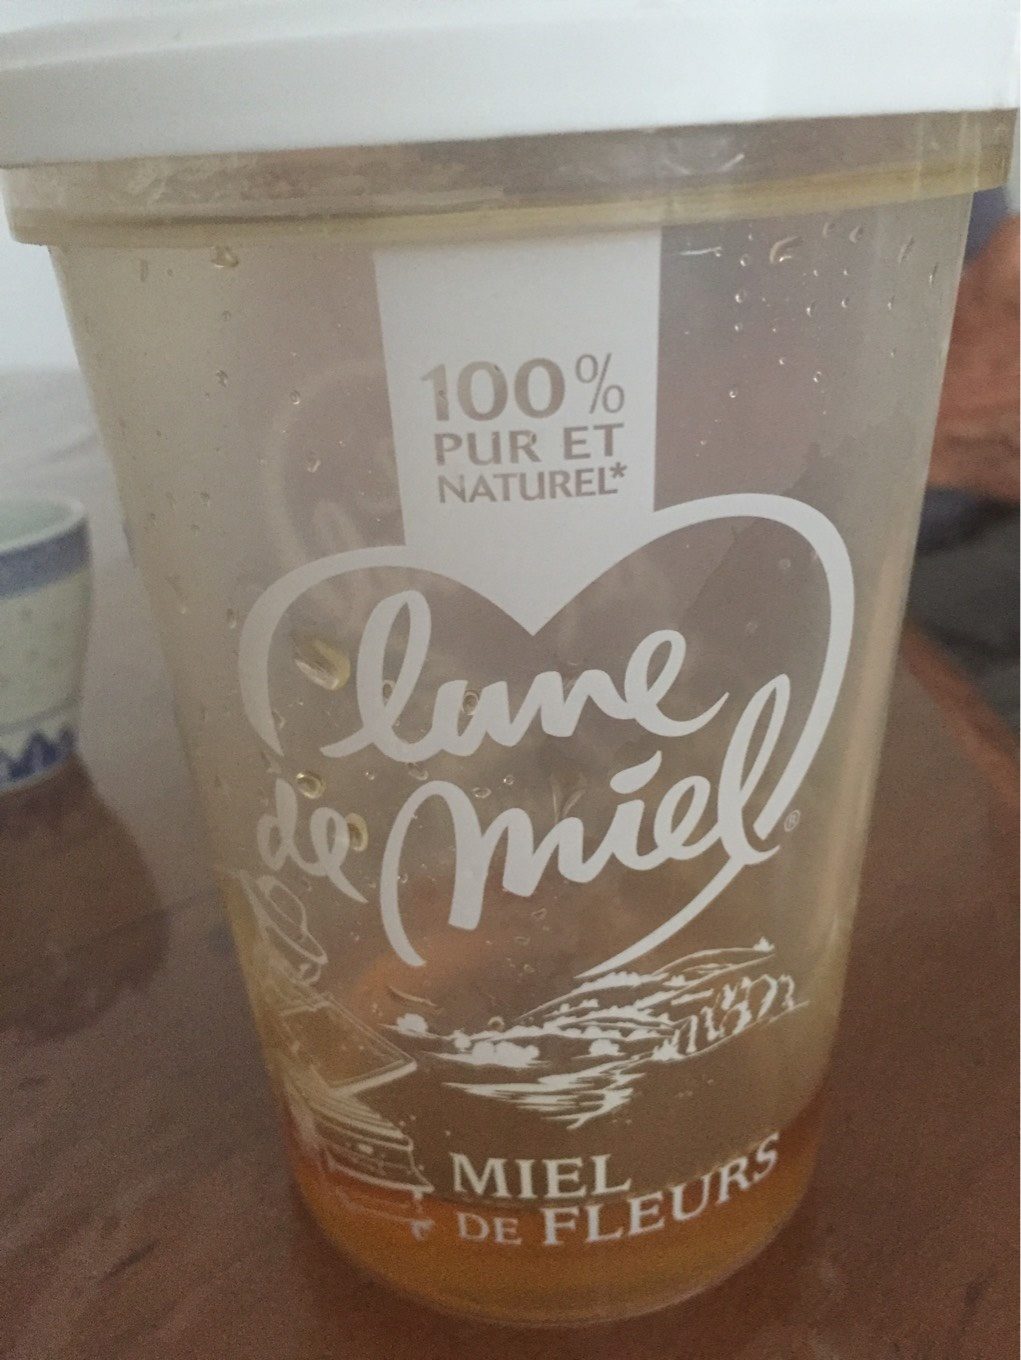 100%
PUR ET
NATUREL*
lune
de miel®
MIEL
DE FLEURS